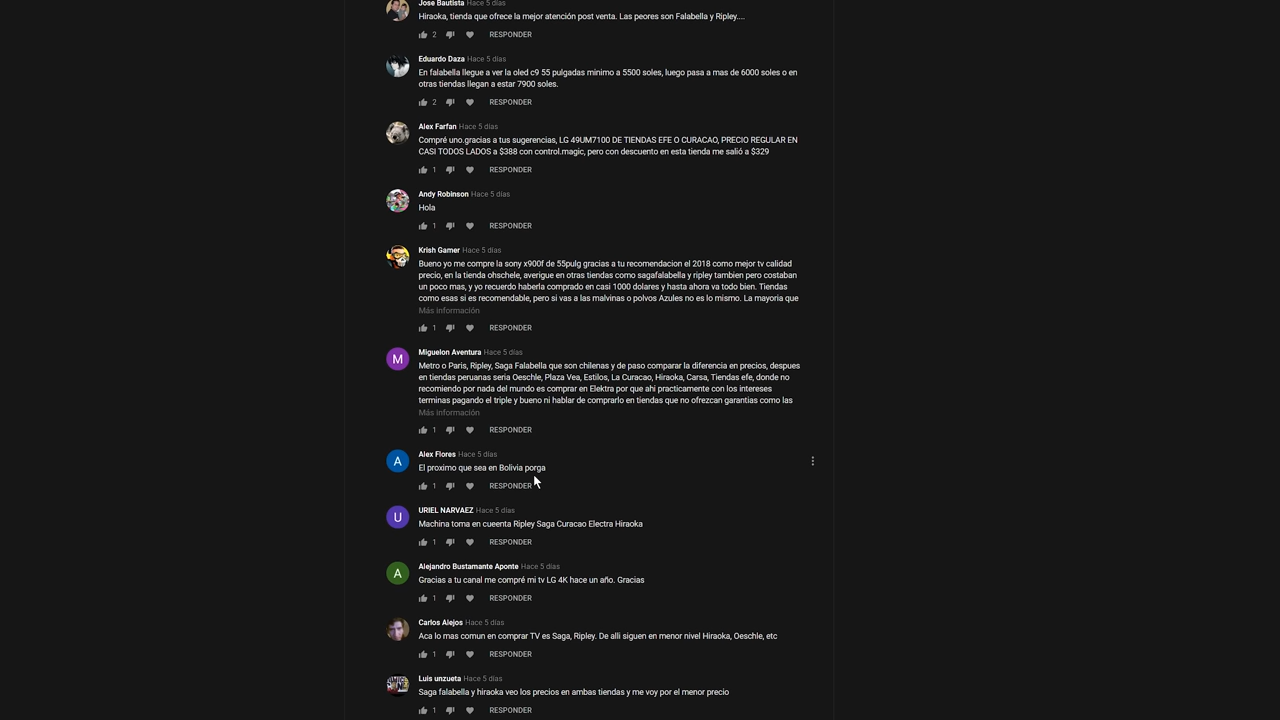 Jose Bautista Hace 5 días
Hiraoka, tienda que ofrece la mejor atención post venta. Las peores son Falabella y Ripley....
2 RESPONDER
Eduardo Daza Hace 5 días
En falabella llegue a ver la oled c9 55 pulgadas minimo a 5500 soles, luego pasa a mas de 6000 soles o en
otras tiendas llegan a estar 7900 soles.
2 RESPONDER
Alex Farfan Hace 5 días
Compré uno.gracias a tus sugerencias, LG 49UM7100 DE TIENDAS EFE O CURACAO, PRECIO REGULAR EN
CASI TODOS LADOS a $388 con control.magic, pero con descuento en esta tienda me salió a $329
1 RESPONDER
Andy Robinson Hace 5 días
Hola
1 RESPONDER
Krish Gamer Hace 5 días
Bueno yo me compre la sony x900f de 55pulg gracias a tu recomendacion el 2018 como mejor tv calidad
precio, en la tienda ohschele, averigue en otras tiendas como sagafalabella y ripley tambien pero costaban
un poco mas, y yo recuerdo haberla comprado en casi 1000 dolares y hasta ahora va todo bien. Tiendas
como esas si es recomendable, pero si vas a las malvinas o polvos Azules no es lo mismo. La mayoria que
Más información
1 RESPONDER
M Miguelon Aventura Hace 5 días
Metro o Paris, Ripley, Saga Falabella que son chilenas y de paso comparar la diferencia en precios, despues
en tiendas peruanas seria Oeschle, Plaza Vea, Estilos, La Curacao, Hiraoka, Carsa, Tiendas efe, donde no
recomiendo por nada del mundo es comprar en Elektra por que ahi practicamente con los intereses
terminas pagando el triple y bueno ni hablar de comprarlo en tiendas que no ofrezcan garantias como las
Más información
1 RESPONDER
A Alex Flores Hace 5 días
El proximo que sea en Bolivia porga
1 RESPONDER
U URIEL NARVAEZ Hace 5 días
Machina toma en cueenta Ripley Saga Curacao Electra Hiraoka
1 RESPONDER
A Alejandro Bustamante Aponte Hace 5 días
Gracias a tu canal me compré mi tv LG 4K hace un año. Gracias
1 RESPONDER
Carlos Alejos Hace 5 días
Aca lo mas comun en comprar TV es Saga, Ripley. De alli siguen en menor nivel Hiraoka, Oeschle, etc
1 RESPONDER
Luis unzueta Hace 5 días
Saga falabella y hiraoka veo los precios en ambas tiendas y me voy por el menor precio
1 RESPONDER